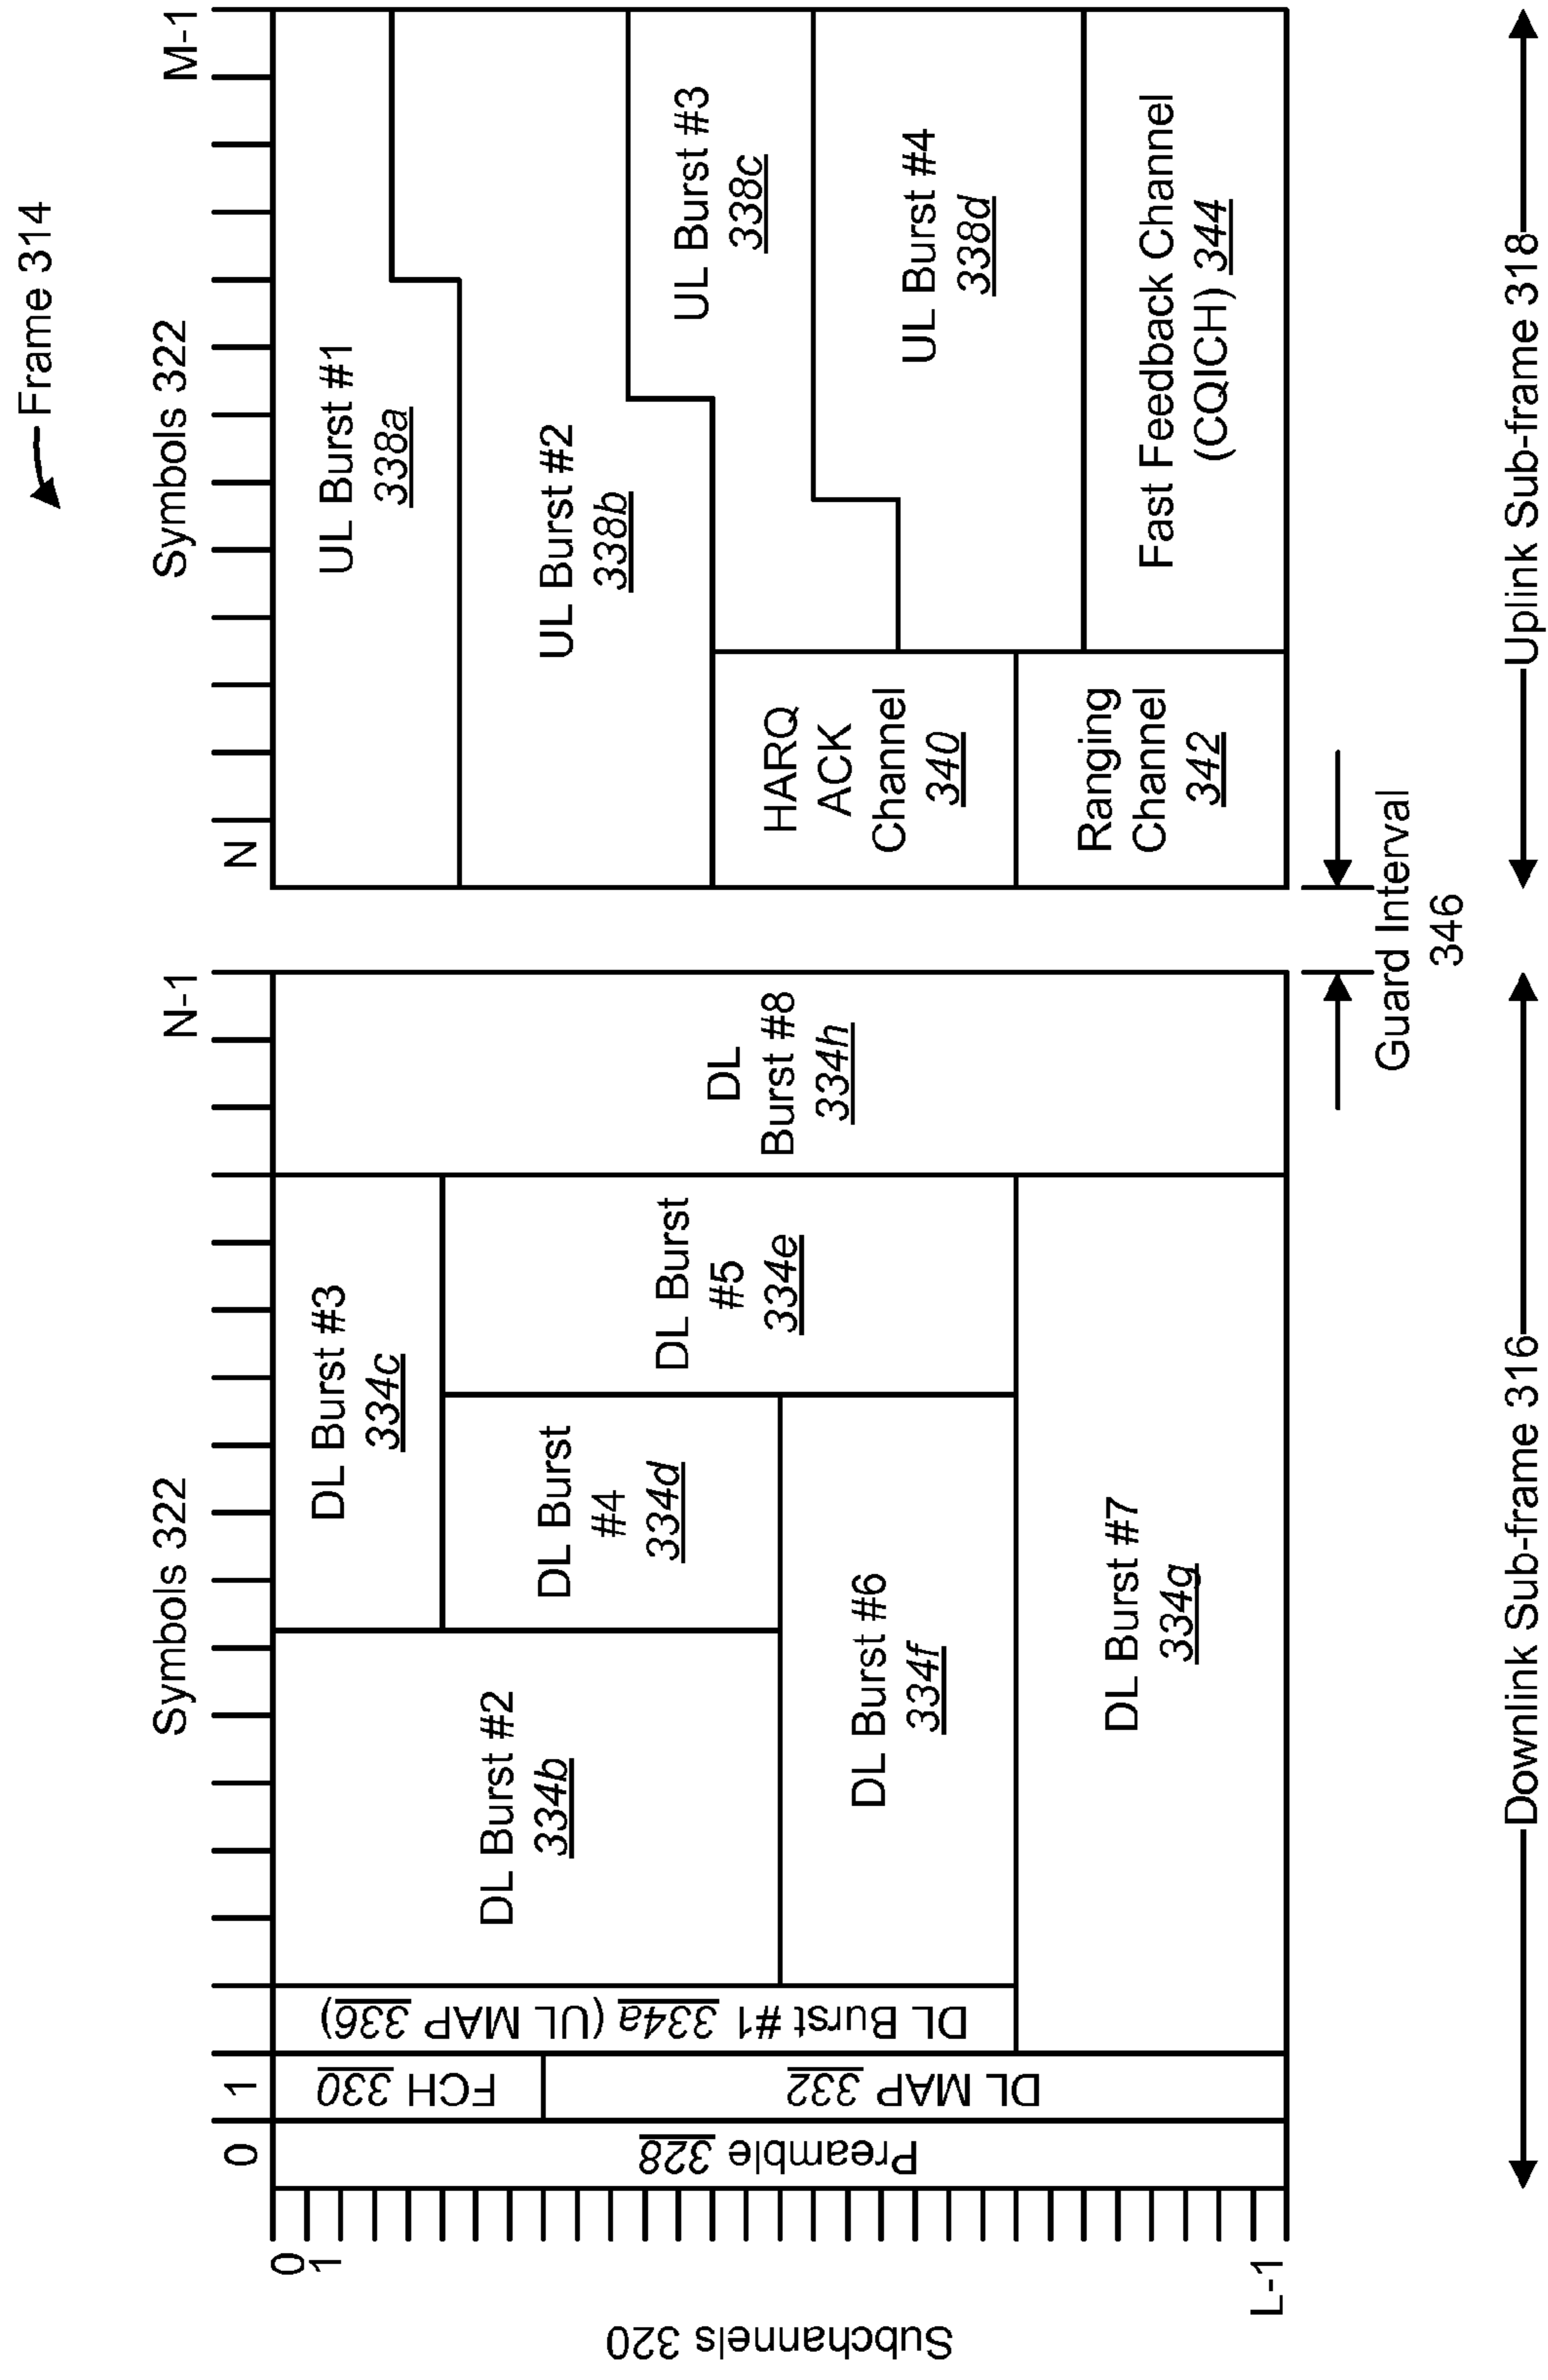 Frame 314
Symbols 322
Symbols 322
0
1
N-1
N
M-1
Subchannels 320
0
1
L-1
Preamble 328
FCH 330
DL MAP 332
DL Burst #1 334a (UL MAP 336)
DL Burst #2
334b
DL Burst #3
334c
DL Burst
#4
334d
DL Burst
#5
334e
DL Burst #6
334f
DL Burst #7
334g
DL
Burst #8
334h
UL Burst #1
338a
UL Burst #2
338b
UL Burst #3
338c
UL Burst #4
338d
HARQ
ACK
Channel
340
Ranging
Channel
342
Fast Feedback Channel
(CQICH) 344
Guard Interval
346
Downlink Sub-frame 316
Uplink Sub-frame 318